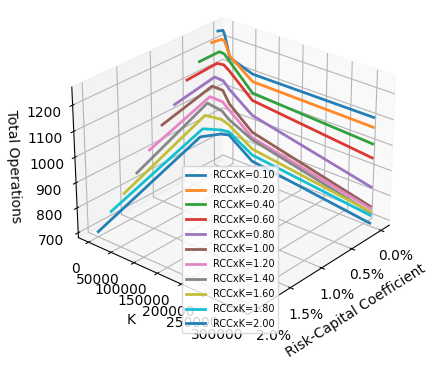 Total Operations
1200
1100
1000
900
800
700
0
50000
100000
150000
200000
250000
300000
K
0.0%
0.5%
1.0%
1.5%
2.0%
Risk-Capital Coefficient
RCCxK=0.10
RCCxK=0.20
RCCxK=0.40
RCCxK=0.60
RCCxK=0.80
RCCxK=1.00
RCCxK=1.20
RCCxK=1.40
RCCxK=1.60
RCCxK=1.80
RCCxK=2.00